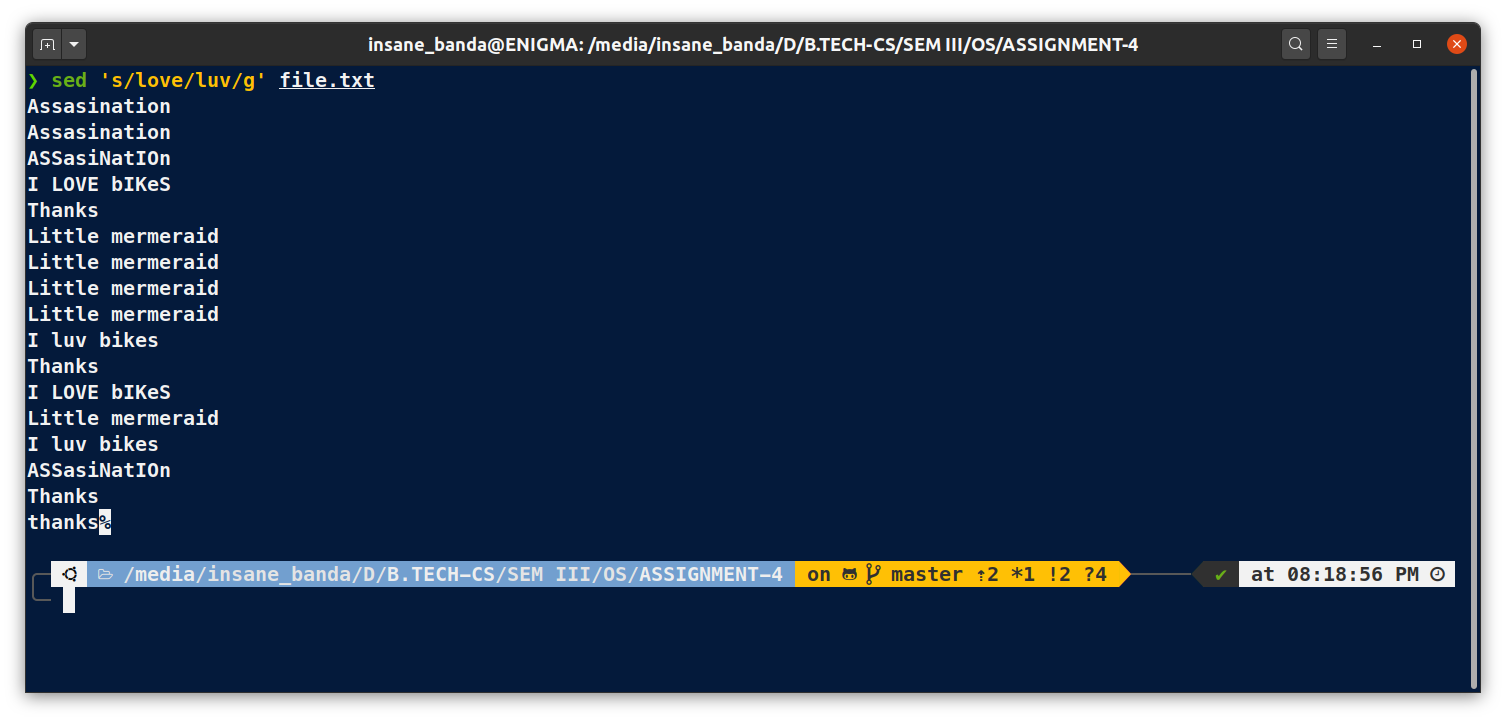 insane_banda@ENIGMA: /media/insane_banda/D/B.TECH-CS/SEM III/OS/ASSIGNMENT-4
❯ sed 's/love/luv/g' file.txt
Assasination
Assasination
ASSasiNatIOn
I LOVE bIKeS
Thanks
Little mermeraid
Little mermeraid
Little mermeraid
Little mermeraid
I luv bikes
Thanks
I LOVE bIKeS
Little mermeraid
I luv bikes
ASSasiNatIOn
Thanks
thanks%
/media/insane_banda/D/B.TECH-CS/SEM III/OS/ASSIGNMENT-4 on master ⇡2 *1 !2 ?4 ✔ at 08:18:56 PM